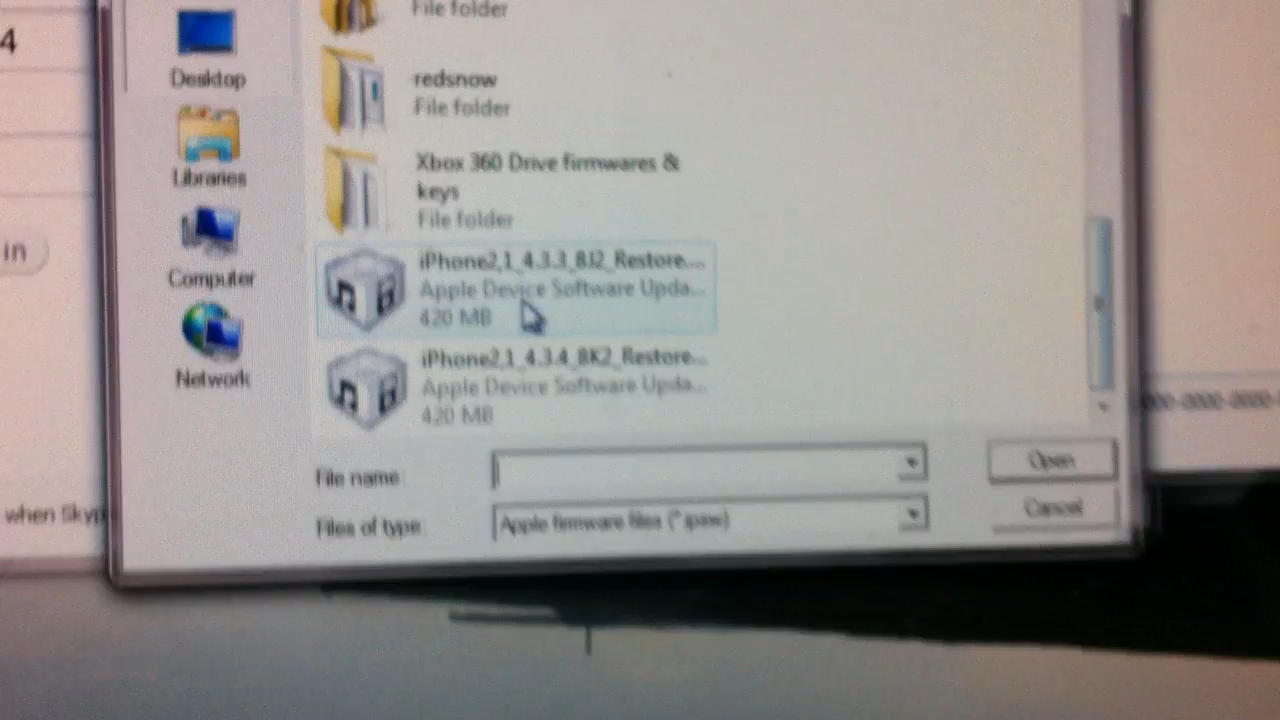 4
in
when Skyp
Desktop
Libraries
Computer
Network
File folder
redsnow
File folder
Xbox 360 Drive firmwares &
keys
File folder
iPhone2,1_4.3.3_8J2_Restore....
Apple Device Software Upda...
420 MB
iPhone2,1_4.3.4_8K2_Restore...
Apple Device Software Upda...
420 MB
File name:
Open
Files of type:
Apple firmware files (*.ipsw)
Cancel